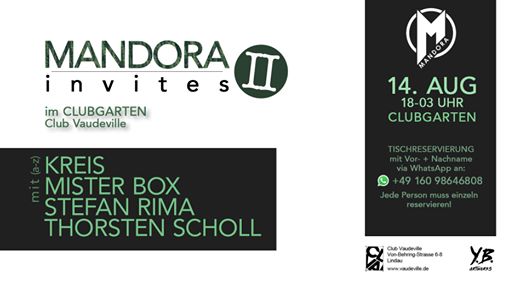 MANDORA
invites
II
im CLUBGARTEN
Club Vaudeville
mit (a-z)
KREIS
MISTER BOX
STEFAN RIMA
THORSTEN SCHOLL
MANDORA
14. AUG
18-03 UHR
CLUBGARTEN
TISCHRESERVIERUNG
mit Vor- + Nachname
via WhatsApp an:
+49 160 98646808
Jede Person muss einzeln
reservieren!
Club Vaudeville
Von-Behring-Strasse 6-8
Lindau
www.vaudeville.de
Y.B.
ARTWORKS